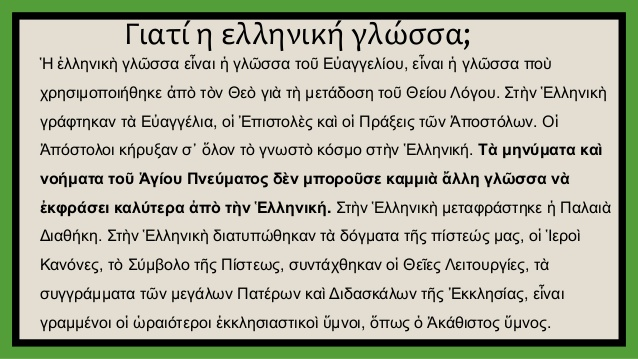 Γιατί η ελληνική γλώσσα;
Ἡ ἑλληνικὴ γλῶσσα εἶναι ἡ γλῶσσα τοῦ Εὐαγγελίου, εἶναι ἡ γλῶσσα ποὺ
χρησιμοποιήθηκε ἀπὸ τὸν Θεὸ γιὰ τὴ μετάδοση τοῦ Θείου Λόγου. Στὴν Ἑλληνικὴ
γράφτηκαν τὰ Εὐαγγέλια, οἱ Ἐπιστολὲς καὶ οἱ Πράξεις τῶν Ἀποστόλων. Οἱ
Ἀπόστολοι κήρυξαν σ᾿ ὅλον τὸ γνωστὸ κόσμο στὴν Ἑλληνική. Τὰ μηνύματα καὶ
νοήματα τοῦ Ἁγίου Πνεύματος δὲν μποροῦσε καμμιὰ ἄλλη γλῶσσα νὰ
ἐκφράσει καλύτερα ἀπὸ τὴν Ἑλληνική. Στὴν Ἑλληνικὴ μεταφράστηκε ἡ Παλαιὰ
Διαθήκη. Στὴν Ἑλληνικὴ διατυπώθηκαν τὰ δόγματα τῆς πίστεώς μας, οἱ Ἱεροὶ
Κανόνες, τὸ Σύμβολο τῆς Πίστεως, συντάχθηκαν οἱ Θεῖες Λειτουργίες, τὰ
συγγράμματα τῶν μεγάλων Πατέρων καὶ Διδασκάλων τῆς Ἐκκλησίας, εἶναι
γραμμένοι οἱ ὡραιότεροι ἐκκλησιαστικοὶ ὕμνοι, ὅπως ὁ Ἀκάθιστος ὕμνος.